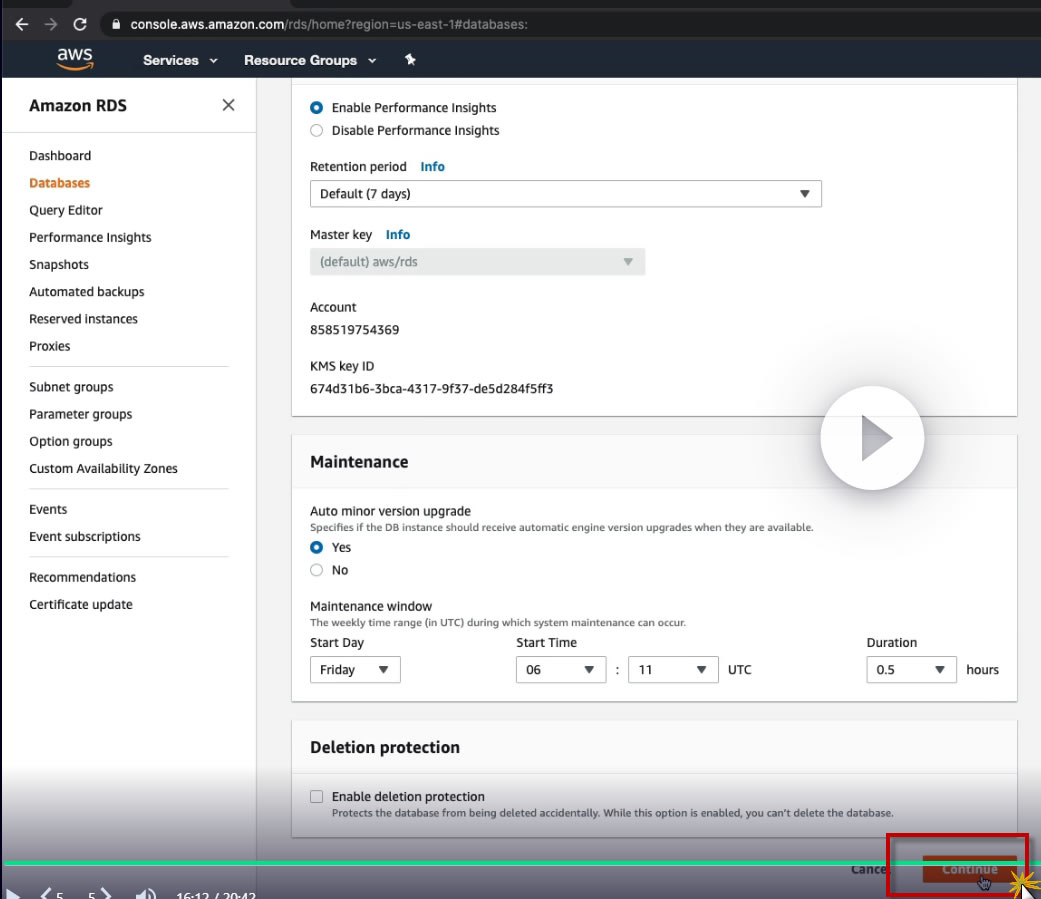 console.aws.amazon.com/rds/home?region=us-east-1#databases:
aws
Services
Resource Groups
Amazon RDS
Dashboard
Databases
Query Editor
Performance Insights
Snapshots
Automated backups
Reserved instances
Proxies
Subnet groups
Parameter groups
Option groups
Custom Availability Zones
Events
Event subscriptions
Recommendations
Certificate update
Enable Performance Insights
Disable Performance Insights
Retention period Info
Default (7 days)
Master key Info
(default) aws/rds
Account
858519754369
KMS key ID
674d31b6-3bca-4317-9f37-de5d284f5ff3
Maintenance
Auto minor version upgrade
Specifies if the DB instance should receive automatic engine version upgrades when they are available.
Yes
No
Maintenance window
The weekly time range (in UTC) during which system maintenance can occur.
Start Day Start Time Duration
Friday 06 : 11 UTC 0.5 hours
Deletion protection
Enable deletion protection
Protects the database from being deleted accidentally. While this option is enabled, you can't delete the database.
Cancel Continue
5 5 16:12 / 20:42